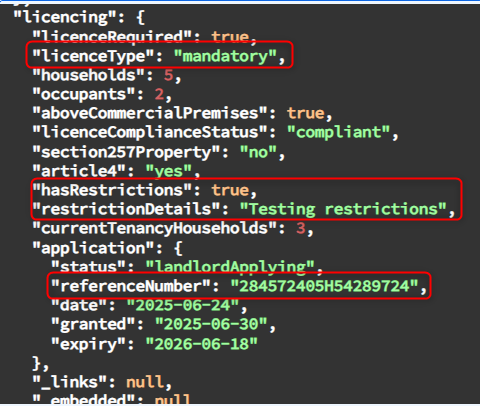 "licencing": {
"licenceRequired": true,
"licenceType": "mandatory",
"households": 5,
"occupants": 2,
"aboveCommercialPremises": true,
"licenceComplianceStatus": "compliant",
"section257Property": "no",
"article4": "yes",
"hasRestrictions": true,
"restrictionDetails": "Testing restrictions",
"currentTenancyHouseholds": 3,
"application": {
"status": "landlordApplying",
"referenceNumber": "284572405H54289724",
"date": "2025-06-24",
"granted": "2025-06-30",
"expiry": "2026-06-18"
},
"_links": null,
"_embedded": null